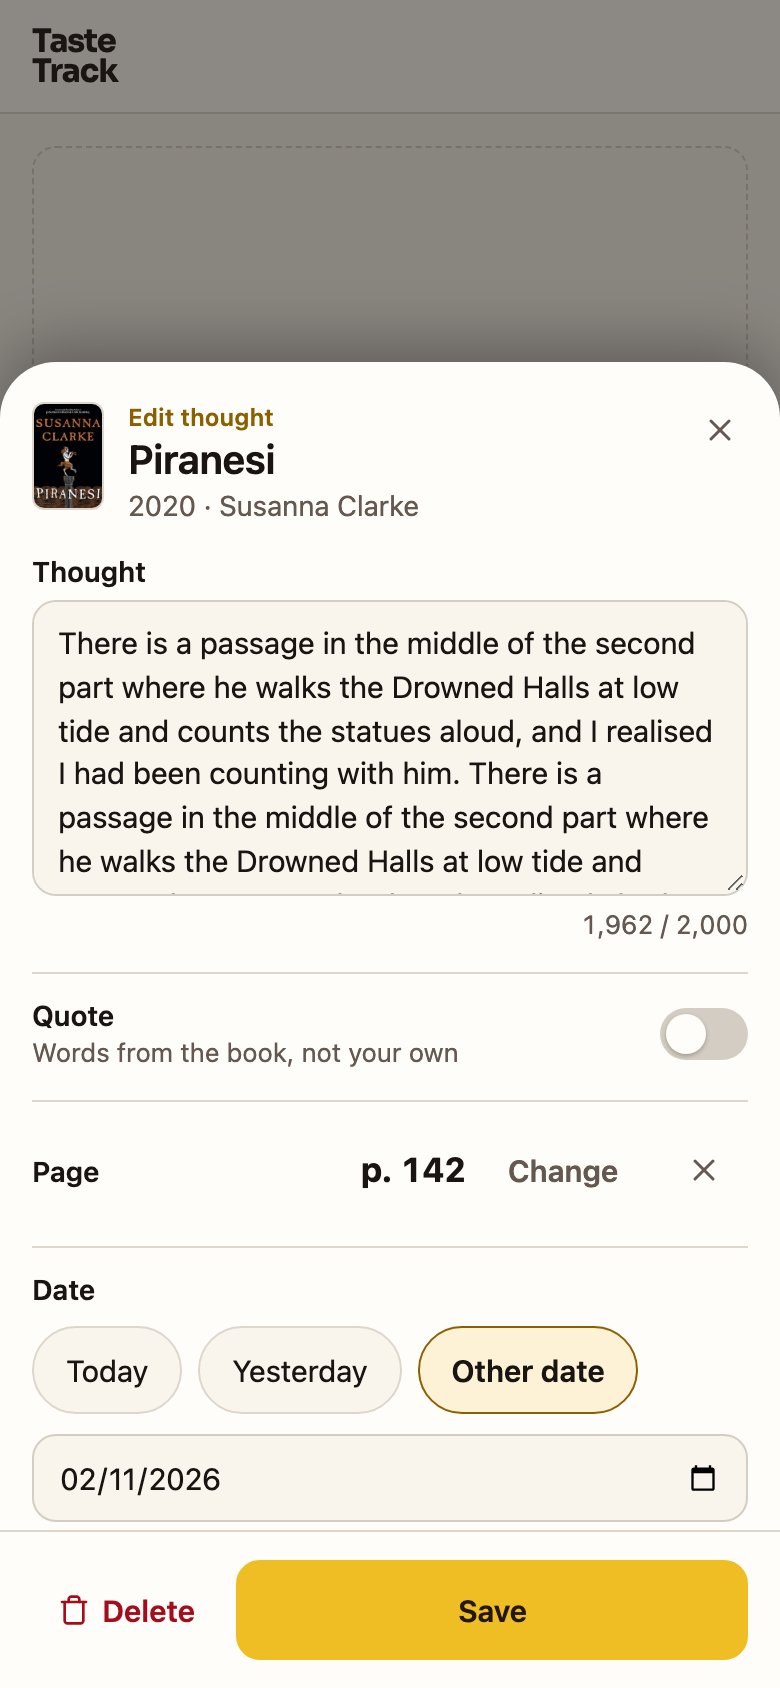 Taste
Track
SUSANNA
CLARKE
PIRANESI
Edit thought
Piranesi
2020 · Susanna Clarke
Thought
There is a passage in the middle of the second
part where he walks the Drowned Halls at low
tide and counts the statues aloud, and I realised
I had been counting with him. There is a
passage in the middle of the second part where
he walks the Drowned Halls at low tide and
1,962 / 2,000
Quote
Words from the book, not your own
Page
p. 142
Change
Date
Today
Yesterday
Other date
02/11/2026
Delete
Save